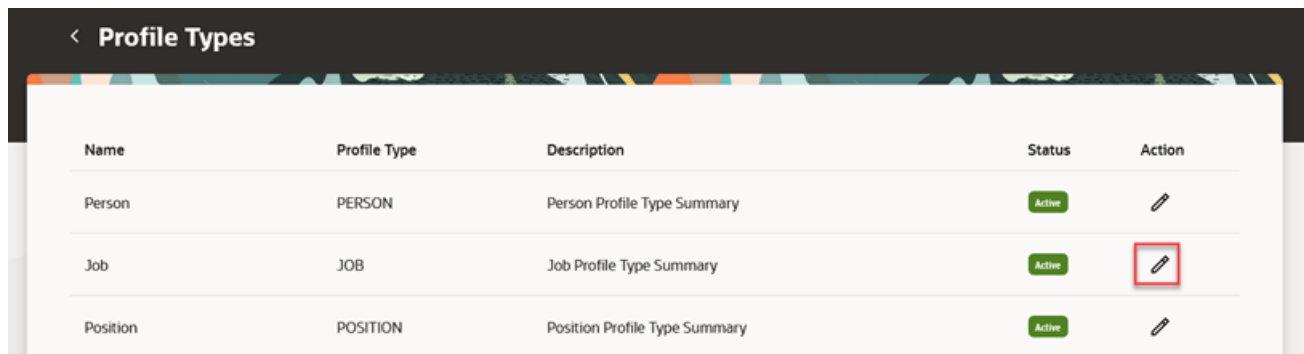 Profile Types
Name Profile Type Description Status Action
Person PERSON Person Profile Type Summary Active
Job JOB Job Profile Type Summary Active
Position POSITION Position Profile Type Summary Active